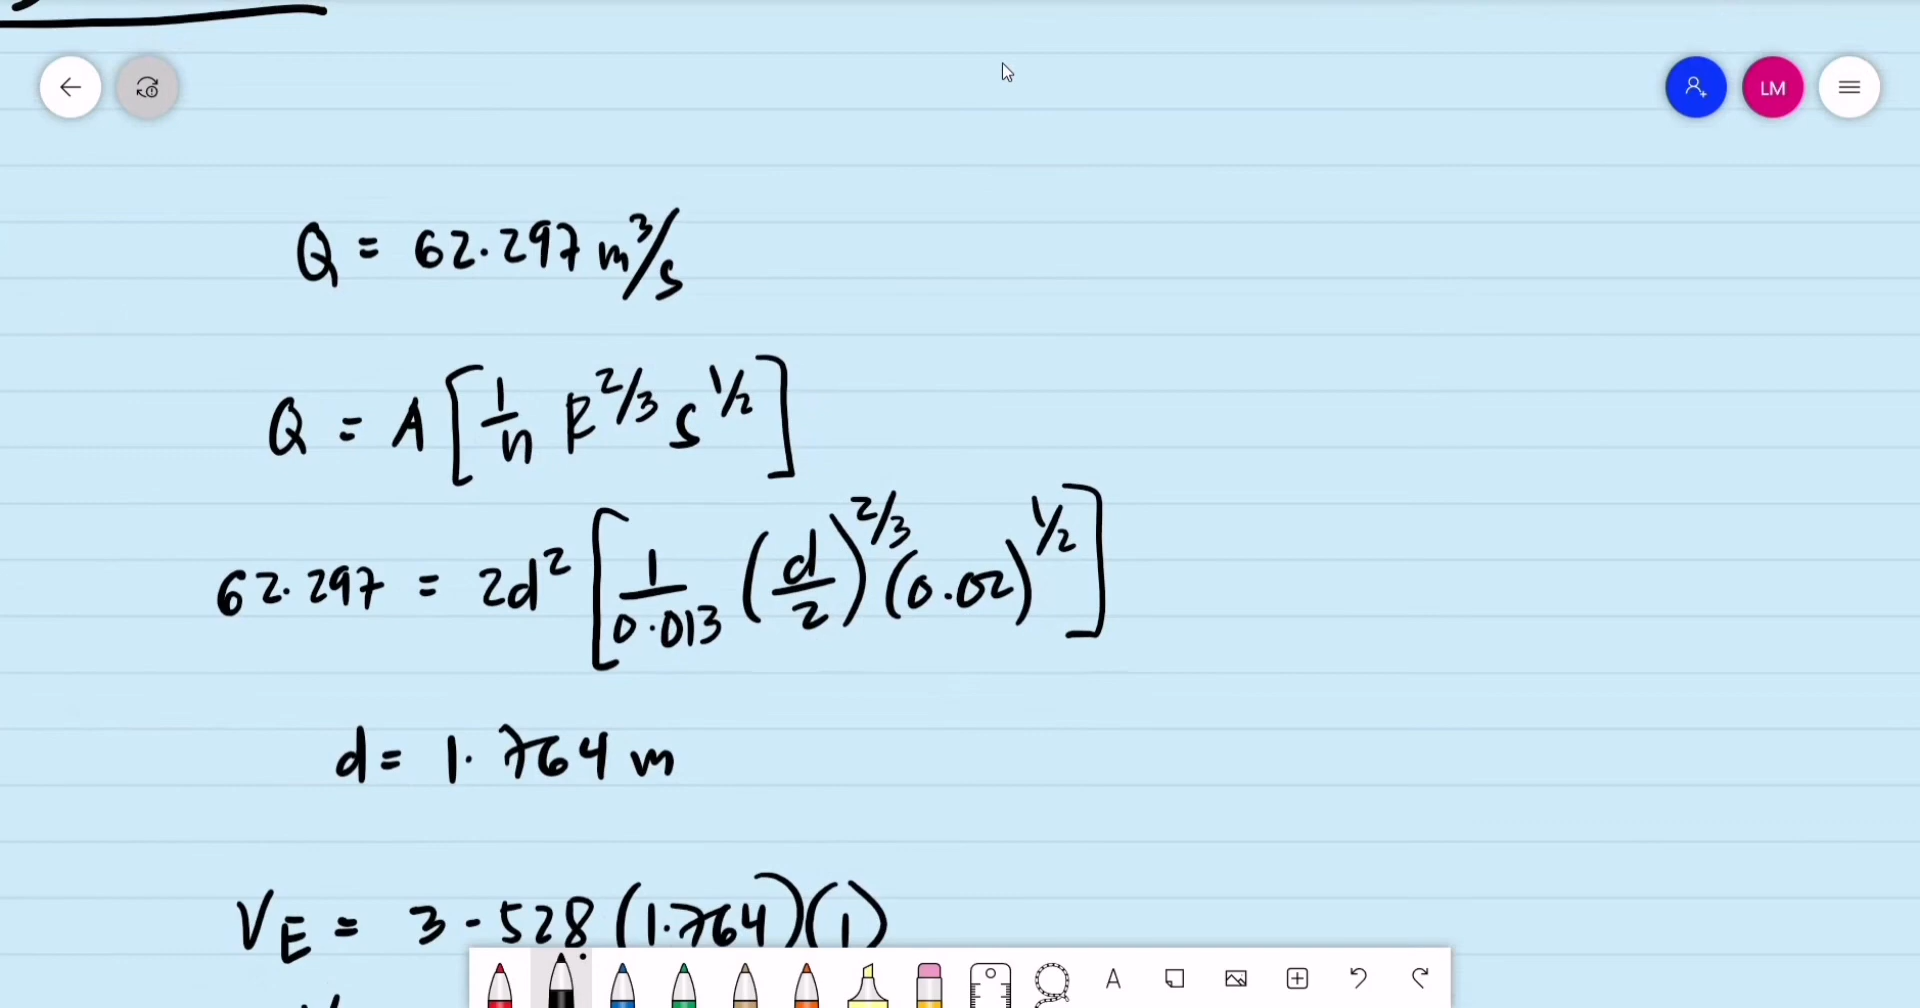 LM
Q = 62.297 m³/s
Q = A [1/n R^2/3 S^1/2]
62.297 = 2d² [1/0.013 (d/2)^2/3 (0.02)^1/2]
d = 1.764 m
V_E = 3.528 (1.764)(1)
A